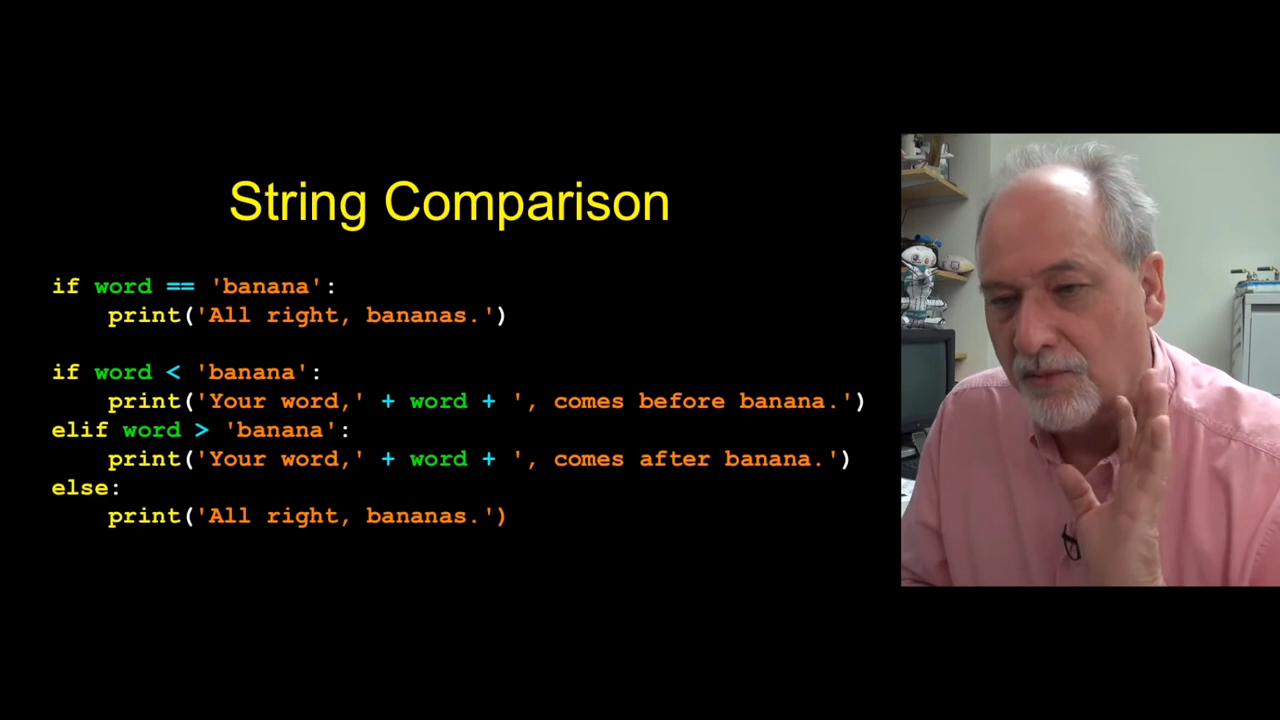 String Comparison
if word == 'banana':
    print('All right, bananas.')
if word < 'banana':
    print('Your word,' + word + ', comes before banana.')
elif word > 'banana':
    print('Your word,' + word + ', comes after banana.')
else:
    print('All right, bananas.')